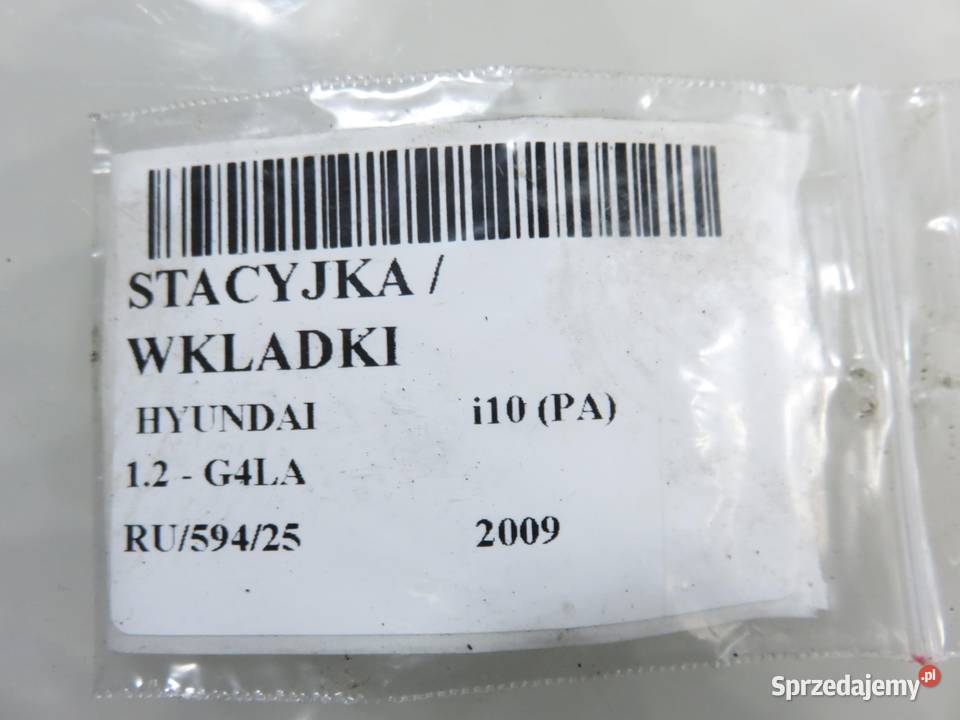 STACYJKA /
WKLADKI
HYUNDAI i10 (PA)
1.2 - G4LA
RU/594/25 2009
Sprzedajemy.pl